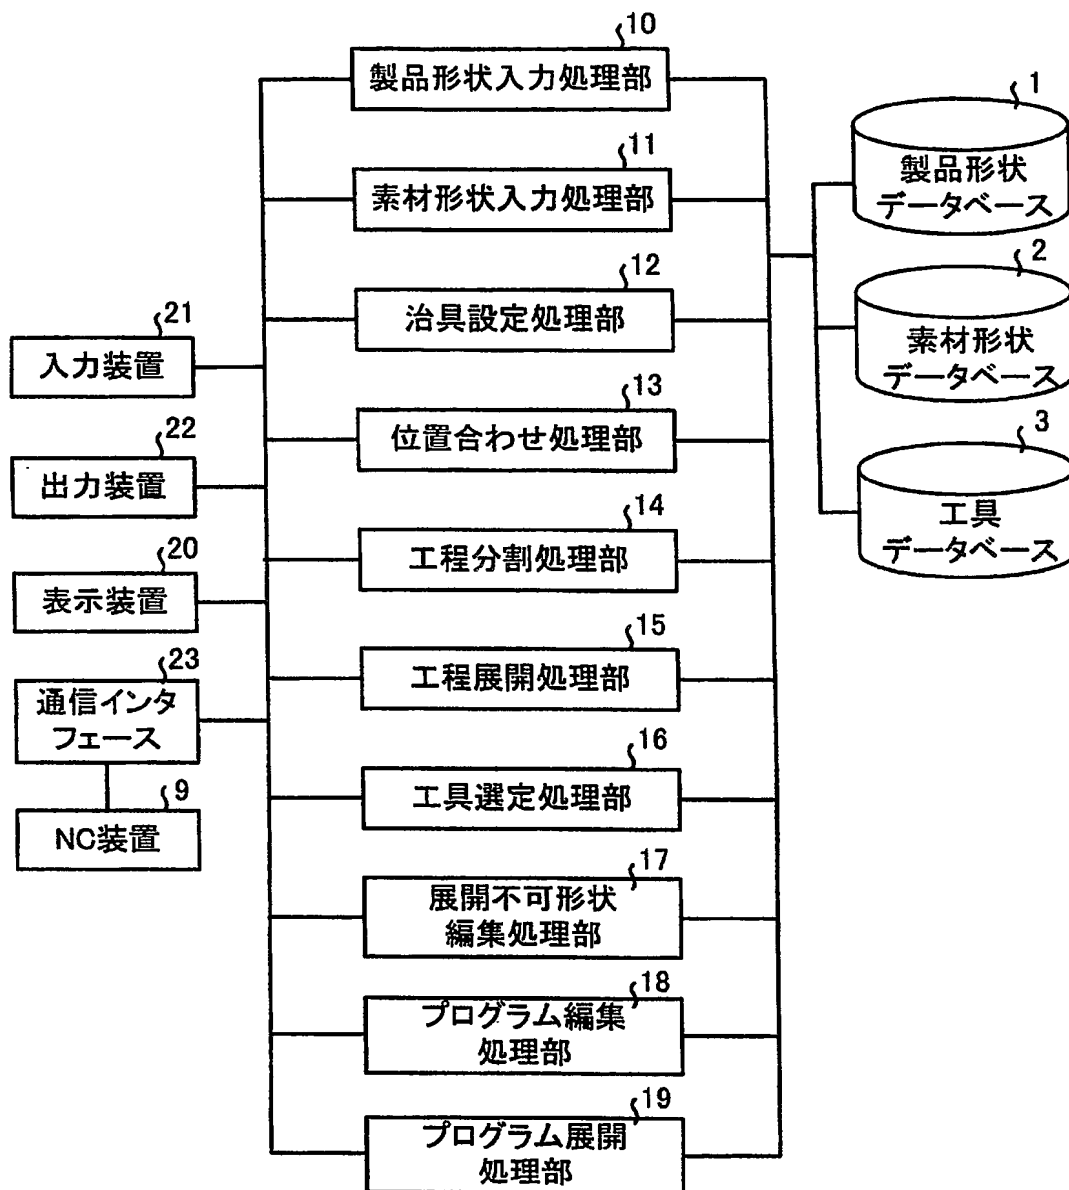 10
製品形状入力処理部
11
素材形状入力処理部
12
治具設定処理部
13
位置合わせ処理部
14
工程分割処理部
15
工程展開処理部
16
工具選定処理部
17
展開不可形状
編集処理部
18
プログラム編集
処理部
19
プログラム展開
処理部
21
入力装置
22
出力装置
20
表示装置
23
通信インタ
フェース
9
NC装置
1
製品形状
データベース
2
素材形状
データベース
3
工具
データベース